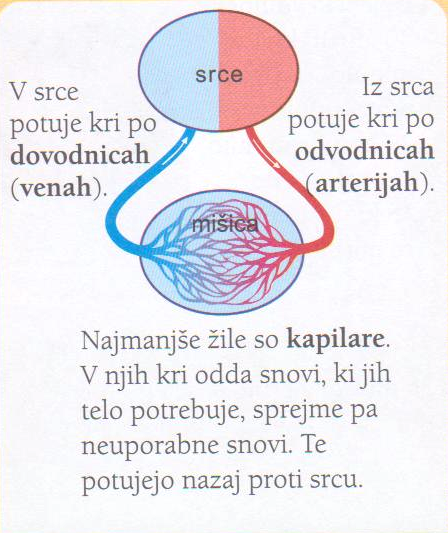 srce
V srce
potuje kri po
dovodnicah
(venah).
Iz srca
potuje kri po
odvodnicah
(arterijah).
mišica
Najmanjše žile so kapilare.
V njih kri odda snovi, ki jih
telo potrebuje, sprejme pa
neuporabne snovi. Te
potujejo nazaj proti srcu.